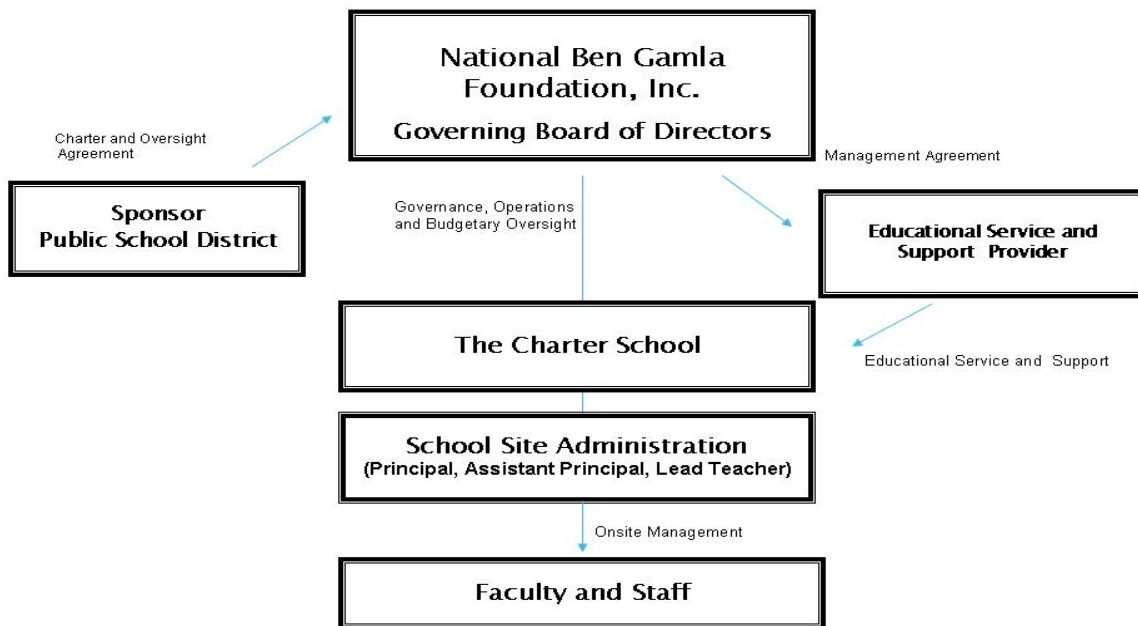 National Ben Gamla
Foundation, Inc.
Governing Board of Directors
Charter and Oversight
Agreement
Management Agreement
Sponsor
Public School District
Governance, Operations
and Budgetary Oversight
Educational Service and
Support Provider
The Charter School
Educational Service and Support
School Site Administration
(Principal, Assistant Principal, Lead Teacher)
Onsite Management
Faculty and Staff